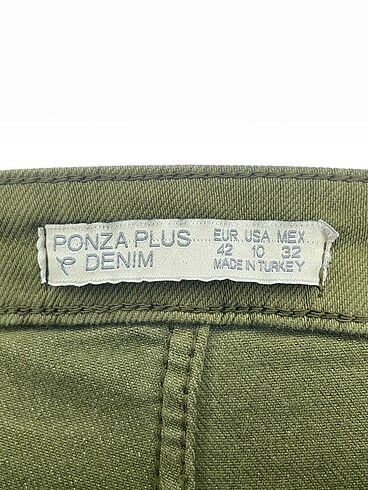 PONZA PLUS
DENIM
EUR. USA MEX.
42 10 32
MADE IN TURKEY